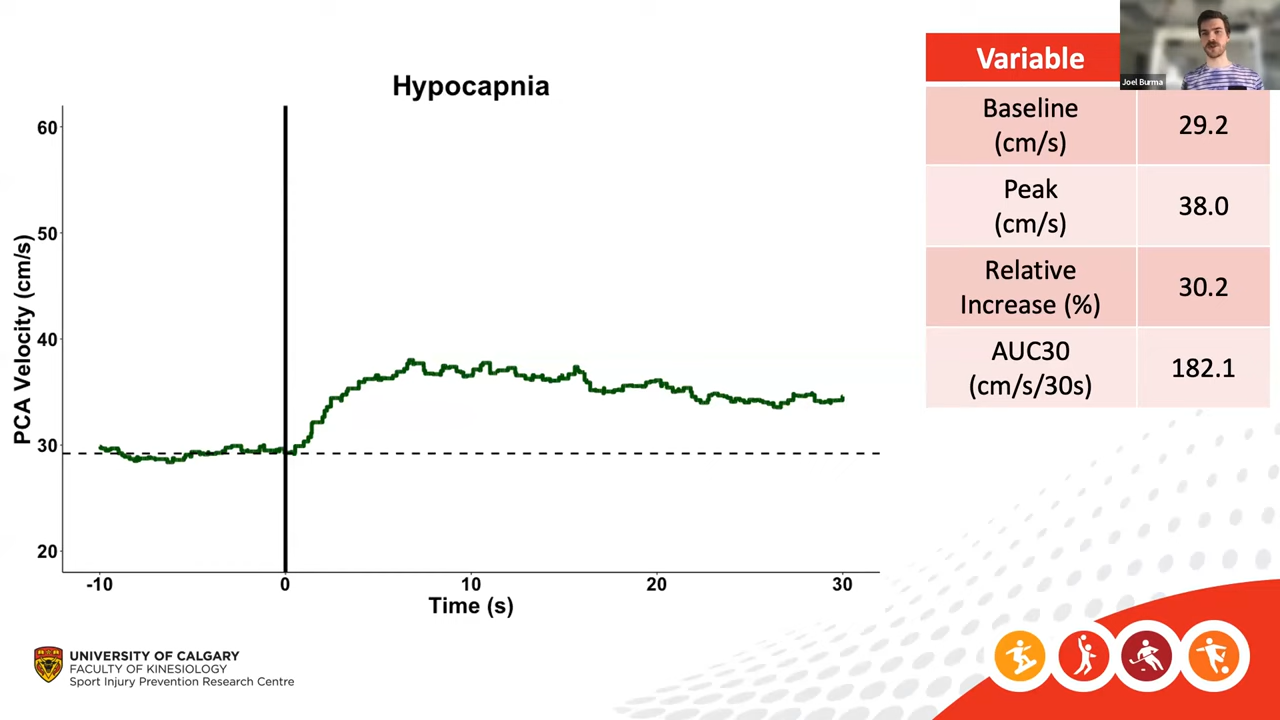 Hypocapnia
PCA Velocity (cm/s)
60
50
40
30
20
-10
0
10
20
30
Time (s)
Variable
Baseline
(cm/s)
29.2
Peak
(cm/s)
38.0
Relative
Increase (%)
30.2
AUC30
(cm/s/30s)
182.1
Joel Burma
UNIVERSITY OF CALGARY
FACULTY OF KINESIOLOGY
Sport Injury Prevention Research Centre